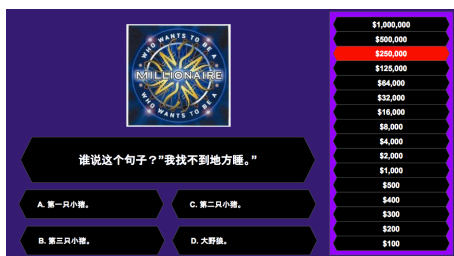 WHO WANTS TO BE A
MILLIONAIRE
WHO WANTS TO BE A
谁说这个句子？”我找不到地方睡。”
A. 第一只小猪。
C. 第二只小猪。
B. 第三只小猪。
D. 大野狼。
$1,000,000
$500,000
$250,000
$125,000
$64,000
$32,000
$16,000
$8,000
$4,000
$2,000
$1,000
$500
$400
$300
$200
$100